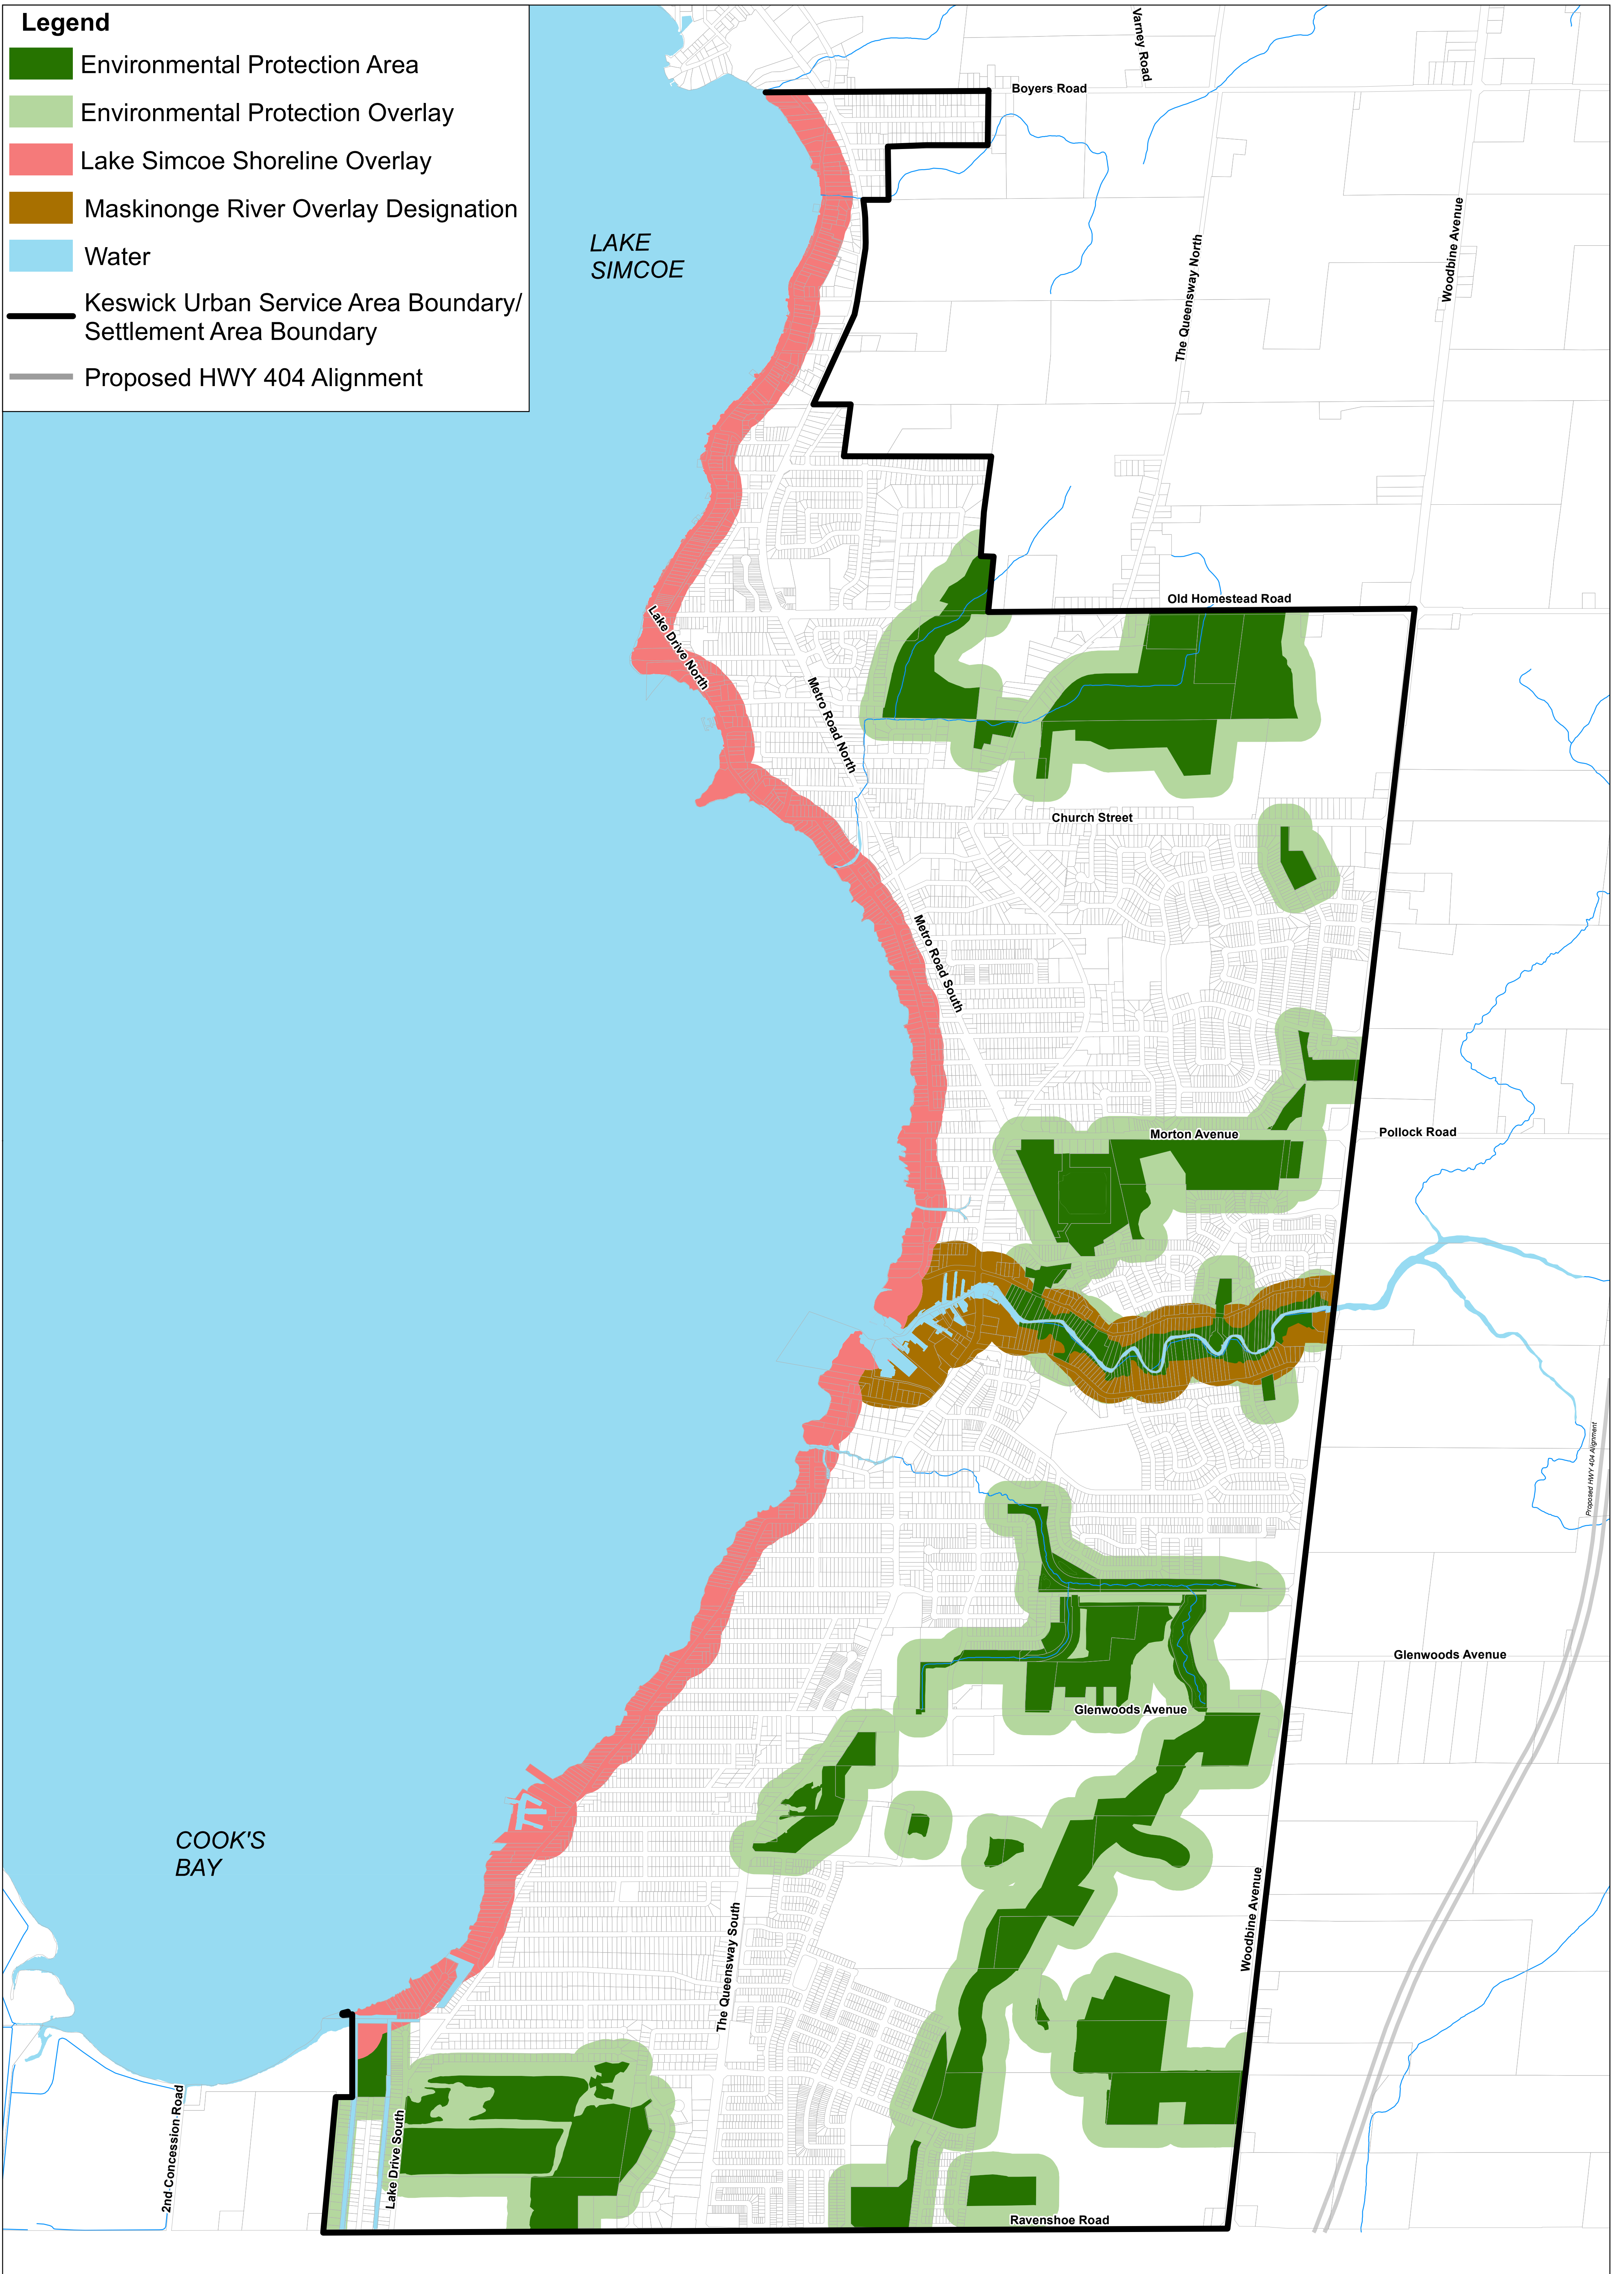 Legend
Environmental Protection Area
Environmental Protection Overlay
Lake Simcoe Shoreline Overlay
Maskinonge River Overlay Designation
Water
Keswick Urban Service Area Boundary/
Settlement Area Boundary
Proposed HWY 404 Alignment
Varney Road
Boyers Road
LAKE
SIMCOE
The Queensway North
Woodbine Avenue
Old Homestead Road
Lake Drive North
Metro Road North
Church Street
Metro Road South
Morton Avenue
Pollock Road
Proposed HWY 404 Alignment
Glenwoods Avenue
Glenwoods Avenue
COOK'S
BAY
The Queensway South
Woodbine Avenue
2nd Concession Road
Lake Drive South
Ravenshoe Road